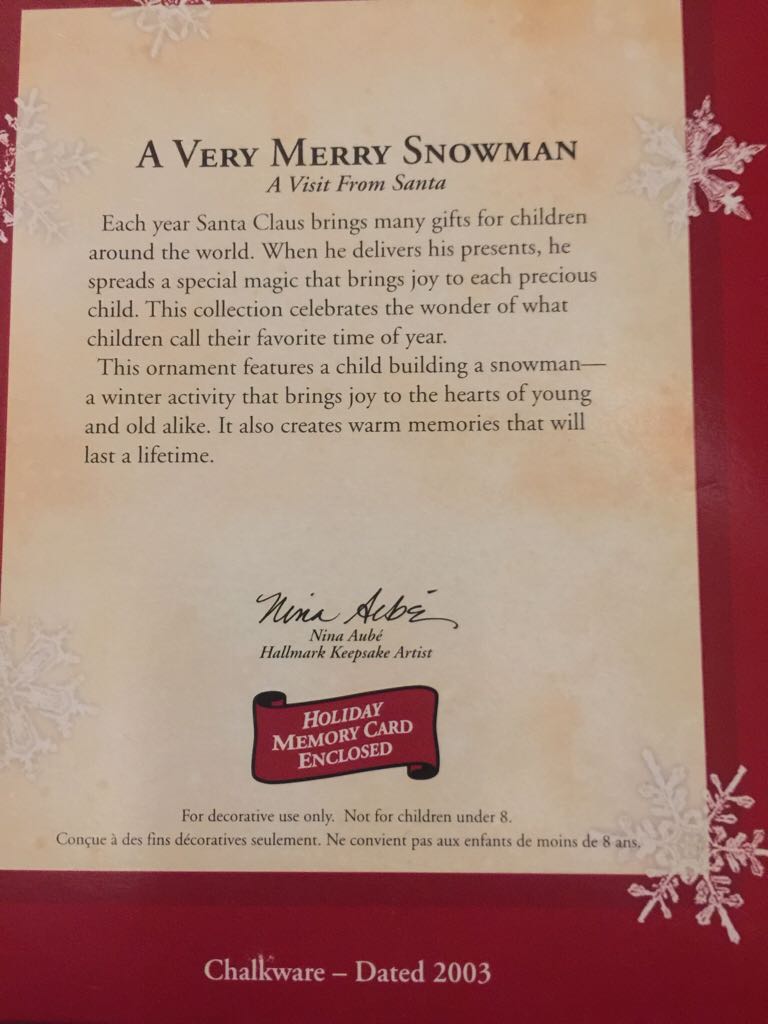 A Very Merry Snowman
A Visit From Santa
Each year Santa Claus brings many gifts for children
around the world. When he delivers his presents, he
spreads a special magic that brings joy to each precious
child. This collection celebrates the wonder of what
children call their favorite time of year.
This ornament features a child building a snowman—
a winter activity that brings joy to the hearts of young
and old alike. It also creates warm memories that will
last a lifetime.
Nina Aubé
Nina Aubé
Hallmark Keepsake Artist
Holiday
Memory Card
Enclosed
For decorative use only. Not for children under 8.
Conçue à des fins décoratives seulement. Ne convient pas aux enfants de moins de 8 ans.
Chalkware – Dated 2003